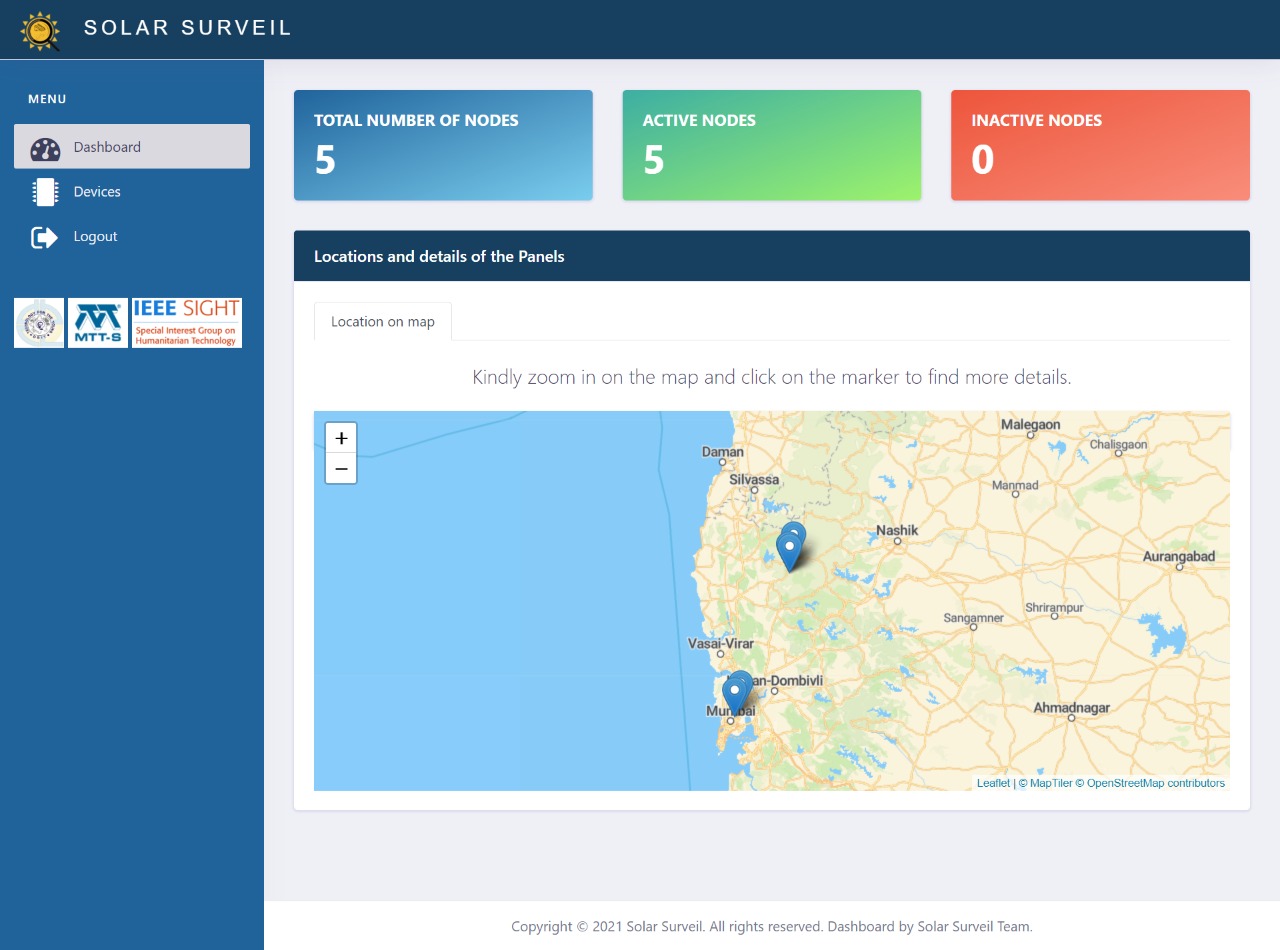 SOLAR SURVEIL
MENU
Dashboard
Devices
Logout
MTT-S
IEEE SIGHT
Special Interest Group on
Humanitarian Technology
TOTAL NUMBER OF NODES
5
ACTIVE NODES
5
INACTIVE NODES
0
Locations and details of the Panels
Location on map
Kindly zoom in on the map and click on the marker to find more details.
+
−
Malegaon
Chalisgaon
Daman
Silvassa
Manmad
Nashik
Aurangabad
Shrirampur
Sangamner
Vasai-Virar
an-Dombivli
Mumbai
Ahmadnagar
Leaflet | © MapTiler © OpenStreetMap contributors
Copyright © 2021 Solar Surveil. All rights reserved. Dashboard by Solar Surveil Team.